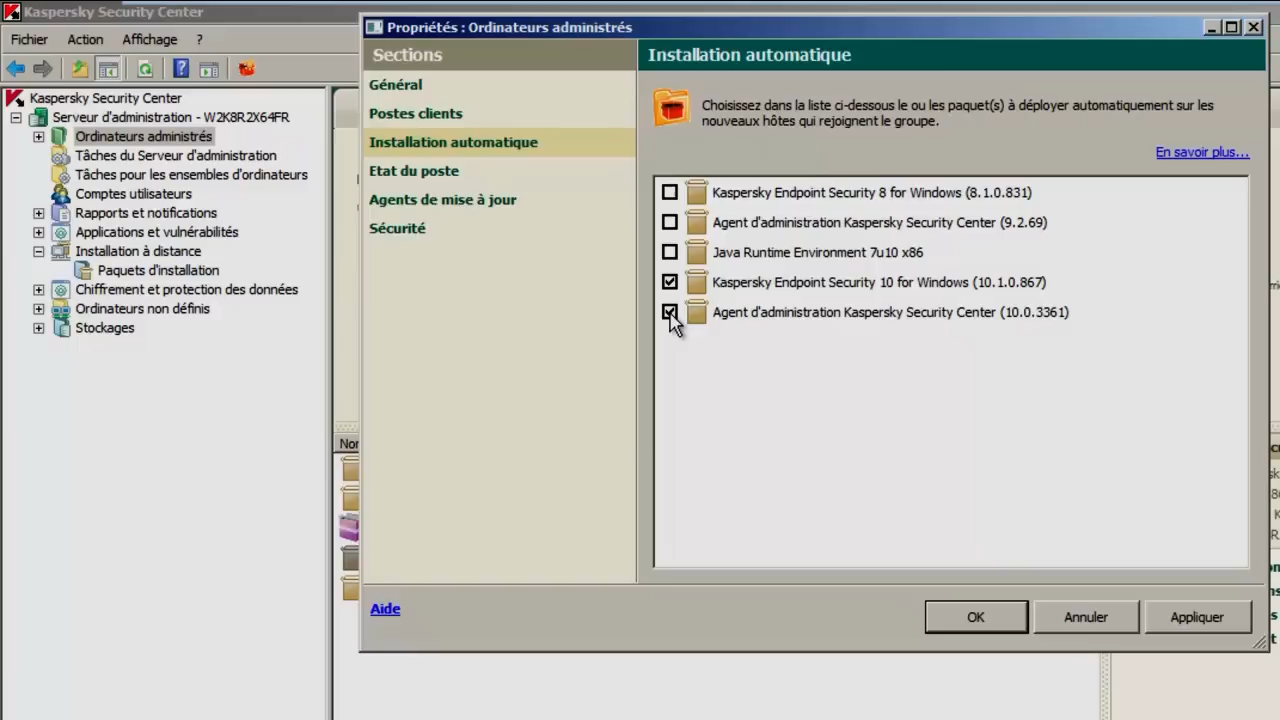 Kaspersky Security Center
Fichier Action Affichage ?
Kaspersky Security Center
Serveur d'administration - W2K8R2X64FR
Ordinateurs administrés
Tâches du Serveur d'administration
Tâches pour les ensembles d'ordinateurs
Comptes utilisateurs
Rapports et notifications
Applications et vulnérabilités
Installation à distance
Paquets d'installation
Chiffrement et protection des données
Ordinateurs non définis
Stockages
Propriétés : Ordinateurs administrés
Sections
Général
Postes clients
Installation automatique
Etat du poste
Agents de mise à jour
Sécurité
Installation automatique
Choisissez dans la liste ci-dessous le ou les paquet(s) à déployer automatiquement sur les
nouveaux hôtes qui rejoignent le groupe.
En savoir plus...
Kaspersky Endpoint Security 8 for Windows (8.1.0.831)
Agent d'administration Kaspersky Security Center (9.2.69)
Java Runtime Environment 7u10 x86
Kaspersky Endpoint Security 10 for Windows (10.1.0.867)
Agent d'administration Kaspersky Security Center (10.0.3361)
Aide
OK Annuler Appliquer